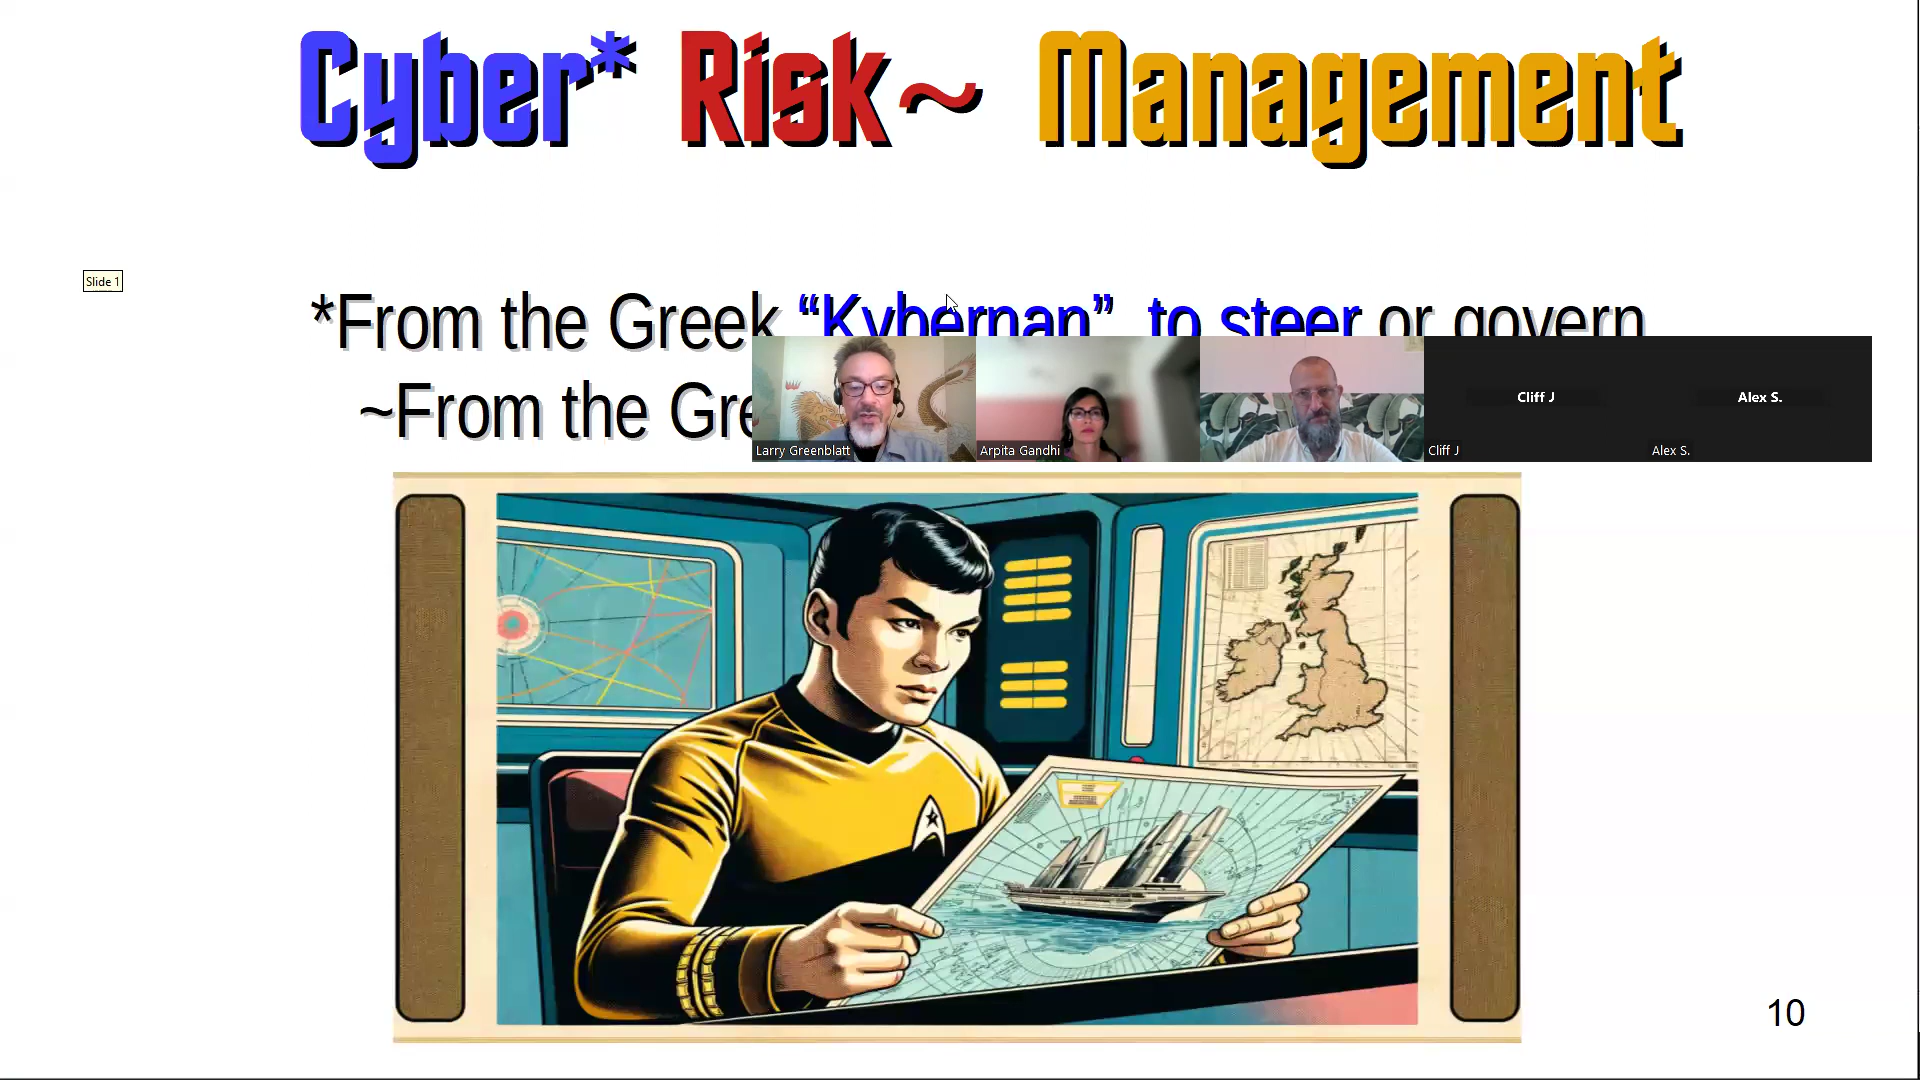 Cyber* Risk~ Management
Slide 1
*From the Greek “Kybernan”, to steer or govern
~From the Gre
Larry Greenblatt
Arpita Gandhi
Cliff J
Cliff J
Alex S.
Alex S.
10